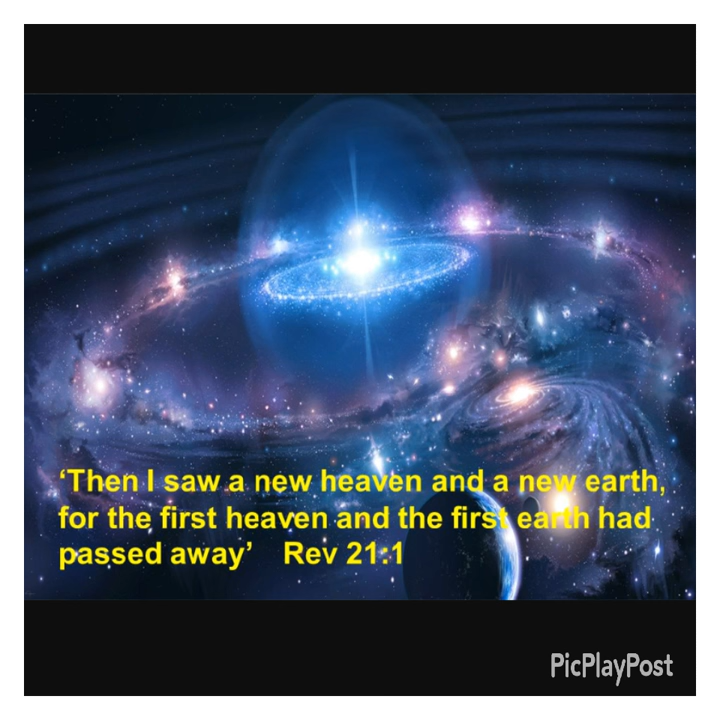 ‘Then I saw a new heaven and a new earth,
for the first heaven and the first earth had
passed away’ Rev 21:1
PicPlayPost